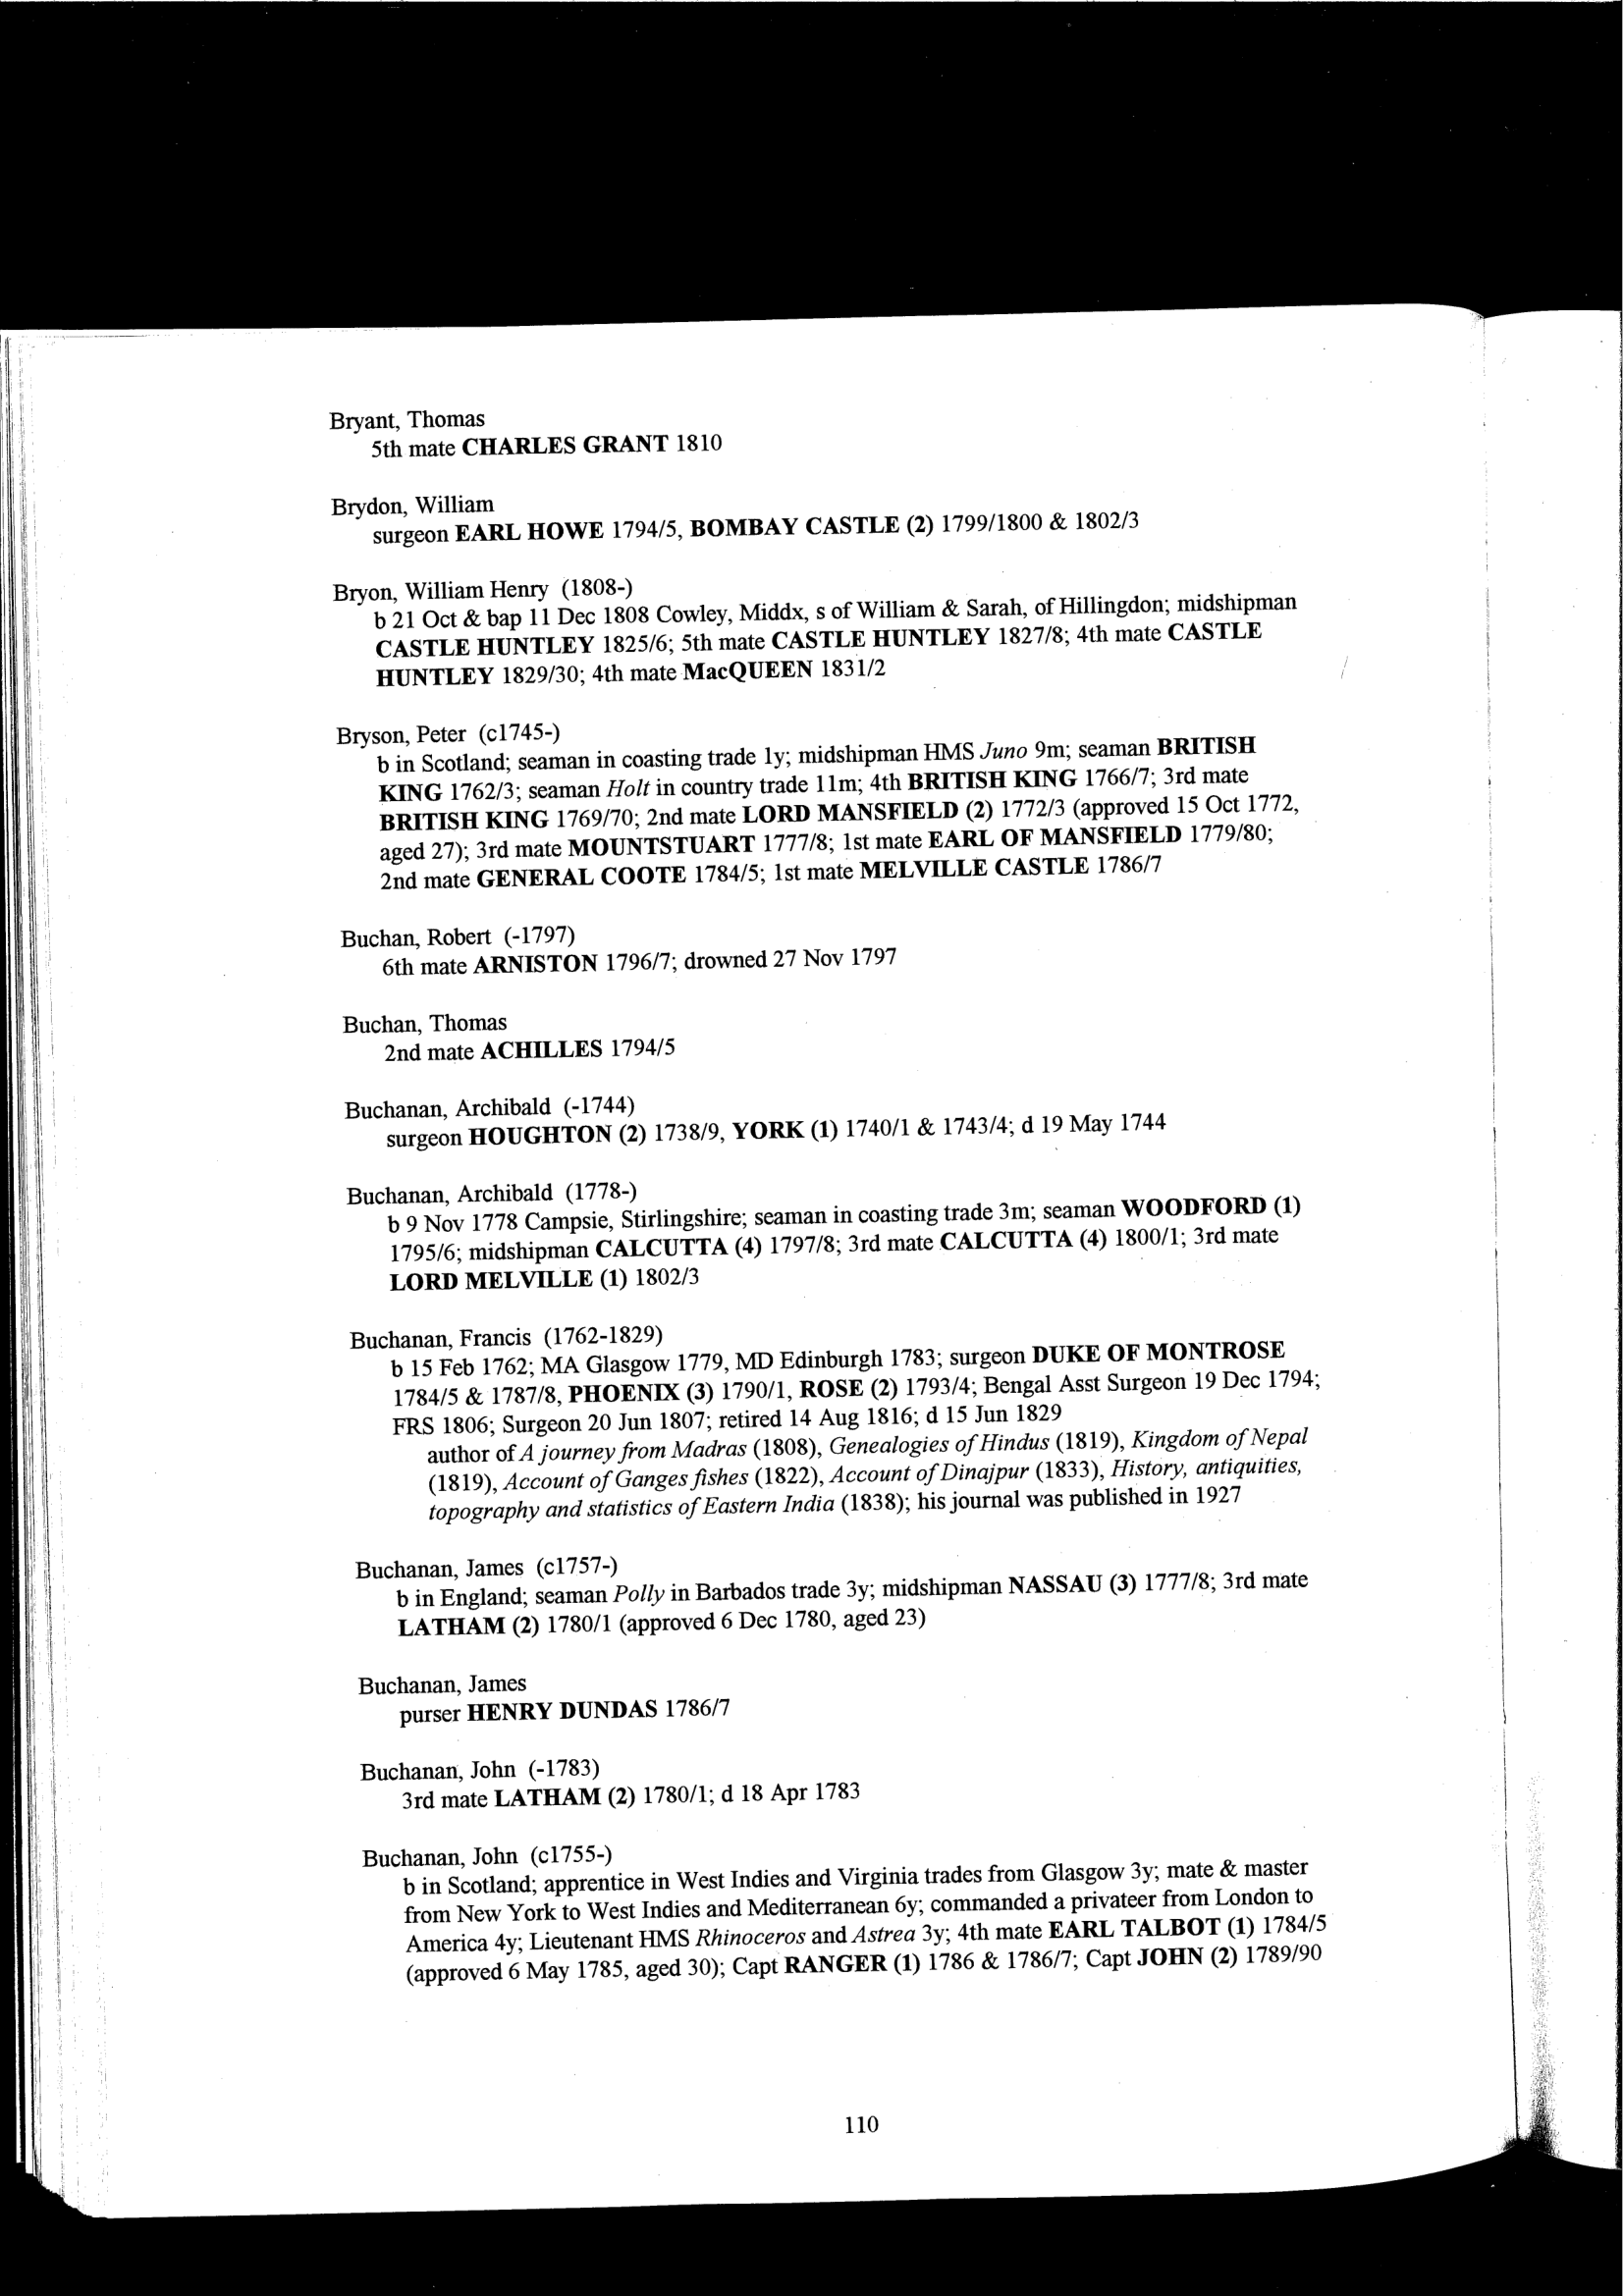 Bryant, Thomas
5th mate CHARLES GRANT 1810
Brydon, William
surgeon EARL HOWE 1794/5, BOMBAY CASTLE (2) 1799/1800 & 1802/3
Bryon, William Henry (1808-)
b 21 Oct & bap 11 Dec 1808 Cowley, Middx, s of William & Sarah, of Hillingdon; midshipman
CASTLE HUNTLEY 1825/6; 5th mate CASTLE HUNTLEY 1827/8; 4th mate CASTLE
HUNTLEY 1829/30; 4th mate MacQUEEN 1831/2
Bryson, Peter (c1745-)
b in Scotland; seaman in coasting trade 1y; midshipman HMS Juno 9m; seaman BRITISH
KING 1762/3; seaman Holt in country trade 11m; 4th BRITISH KING 1766/7; 3rd mate
BRITISH KING 1769/70; 2nd mate LORD MANSFIELD (2) 1772/3 (approved 15 Oct 1772,
aged 27); 3rd mate MOUNTSTUART 1777/8; 1st mate EARL OF MANSFIELD 1779/80;
2nd mate GENERAL COOTE 1784/5; 1st mate MELVILLE CASTLE 1786/7
Buchan, Robert (-1797)
6th mate ARNISTON 1796/7; drowned 27 Nov 1797
Buchan, Thomas
2nd mate ACHILLES 1794/5
Buchanan, Archibald (-1744)
surgeon HOUGHTON (2) 1738/9, YORK (1) 1740/1 & 1743/4; d 19 May 1744
Buchanan, Archibald (1778-)
b 9 Nov 1778 Campsie, Stirlingshire; seaman in coasting trade 3m; seaman WOODFORD (1)
1795/6; midshipman CALCUTTA (4) 1797/8; 3rd mate CALCUTTA (4) 1800/1; 3rd mate
LORD MELVILLE (1) 1802/3
Buchanan, Francis (1762-1829)
b 15 Feb 1762; MA Glasgow 1779, MD Edinburgh 1783; surgeon DUKE OF MONTROSE
1784/5 & 1787/8, PHOENIX (3) 1790/1, ROSE (2) 1793/4; Bengal Asst Surgeon 19 Dec 1794;
FRS 1806; Surgeon 20 Jun 1807; retired 14 Aug 1816; d 15 Jun 1829
author of A journey from Madras (1808), Genealogies of Hindus (1819), Kingdom of Nepal
(1819), Account of Ganges fishes (1822), Account of Dinajpur (1833), History, antiquities,
topography and statistics of Eastern India (1838); his journal was published in 1927
Buchanan, James (c1757-)
b in England; seaman Polly in Barbados trade 3y; midshipman NASSAU (3) 1777/8; 3rd mate
LATHAM (2) 1780/1 (approved 6 Dec 1780, aged 23)
Buchanan, James
purser HENRY DUNDAS 1786/7
Buchanan, John (-1783)
3rd mate LATHAM (2) 1780/1; d 18 Apr 1783
Buchanan, John (c1755-)
b in Scotland; apprentice in West Indies and Virginia trades from Glasgow 3y; mate & master
from New York to West Indies and Mediterranean 6y; commanded a privateer from London to
America 4y; Lieutenant HMS Rhinoceros and Astrea 3y; 4th mate EARL TALBOT (1) 1784/5
(approved 6 May 1785, aged 30); Capt RANGER (1) 1786 & 1786/7; Capt JOHN (2) 1789/90
110